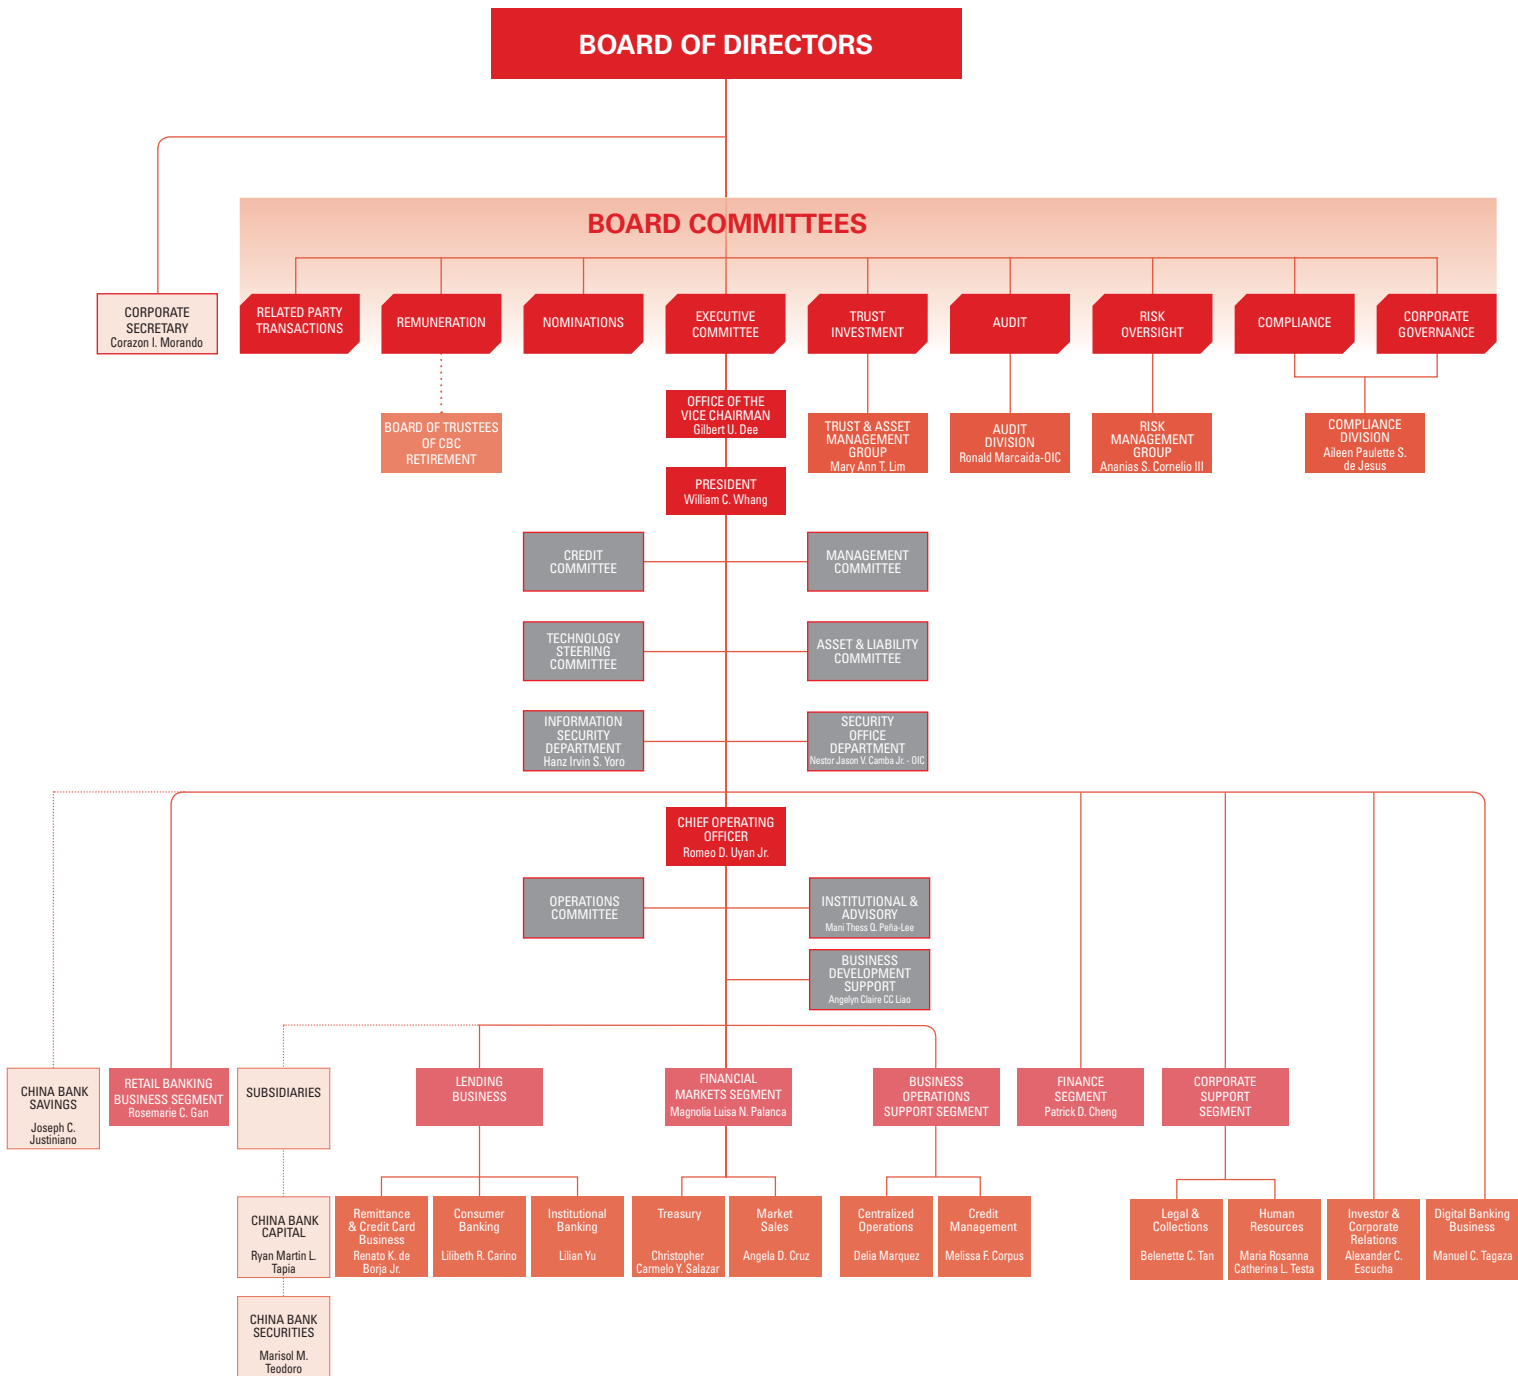 BOARD OF DIRECTORS
BOARD COMMITTEES
CORPORATE
SECRETARY
Corazon I. Morando
RELATED PARTY
TRANSACTIONS
REMUNERATION
NOMINATIONS
EXECUTIVE
COMMITTEE
TRUST
INVESTMENT
AUDIT
RISK
OVERSIGHT
COMPLIANCE
CORPORATE
GOVERNANCE
OFFICE OF THE
VICE CHAIRMAN
Gilbert U. Dee
BOARD OF TRUSTEES
OF CBC
RETIREMENT
TRUST & ASSET
MANAGEMENT
GROUP
Mary Ann T. Lim
AUDIT
DIVISION
Ronald Marcaida-OIC
RISK
MANAGEMENT
GROUP
Ananias S. Cornelio III
COMPLIANCE
DIVISION
Aileen Paulette S.
de Jesus
PRESIDENT
William C. Whang
CREDIT
COMMITTEE
MANAGEMENT
COMMITTEE
TECHNOLOGY
STEERING
COMMITTEE
ASSET & LIABILITY
COMMITTEE
INFORMATION
SECURITY
DEPARTMENT
Hanz Irvin S. Yoro
SECURITY
OFFICE
DEPARTMENT
Nestor Jason V. Camba Jr. - OIC
CHIEF OPERATING
OFFICER
Romeo D. Uyan Jr.
OPERATIONS
COMMITTEE
INSTITUTIONAL &
ADVISORY
Mani Thess Q. Peña-Lee
BUSINESS
DEVELOPMENT
SUPPORT
Angelyn Claire CC Liao
CHINA BANK
SAVINGS
Joseph C.
Justiniano
RETAIL BANKING
BUSINESS SEGMENT
Rosemarie C. Gan
SUBSIDIARIES
LENDING
BUSINESS
FINANCIAL
MARKETS SEGMENT
Magnolia Luisa N. Palanca
BUSINESS
OPERATIONS
SUPPORT SEGMENT
FINANCE
SEGMENT
Patrick D. Cheng
CORPORATE
SUPPORT
SEGMENT
CHINA BANK
CAPITAL
Ryan Martin L.
Tapia
Remittance
& Credit Card
Business
Renato K. de
Borja Jr.
Consumer
Banking
Lilibeth R. Carino
Institutional
Banking
Lilian Yu
Treasury
Christopher
Carmelo Y. Salazar
Market
Sales
Angela D. Cruz
Centralized
Operations
Delia Marquez
Credit
Management
Melissa F. Corpus
Legal &
Collections
Belenette C. Tan
Human
Resources
Maria Rosanna
Catherina L. Testa
Investor &
Corporate
Relations
Alexander C.
Escucha
Digital Banking
Business
Manuel C. Tagaza
CHINA BANK
SECURITIES
Marisol M.
Teodoro